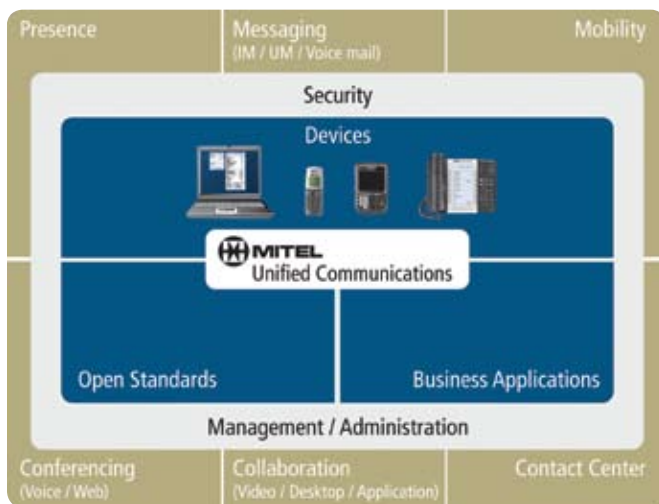 Presence
Messaging
(IM / UM / Voice mail)
Mobility
Security
Devices
MITEL
Unified Communications
Open Standards
Business Applications
Management / Administration
Conferencing
(Voice / Web)
Collaboration
(Video / Desktop / Application)
Contact Center